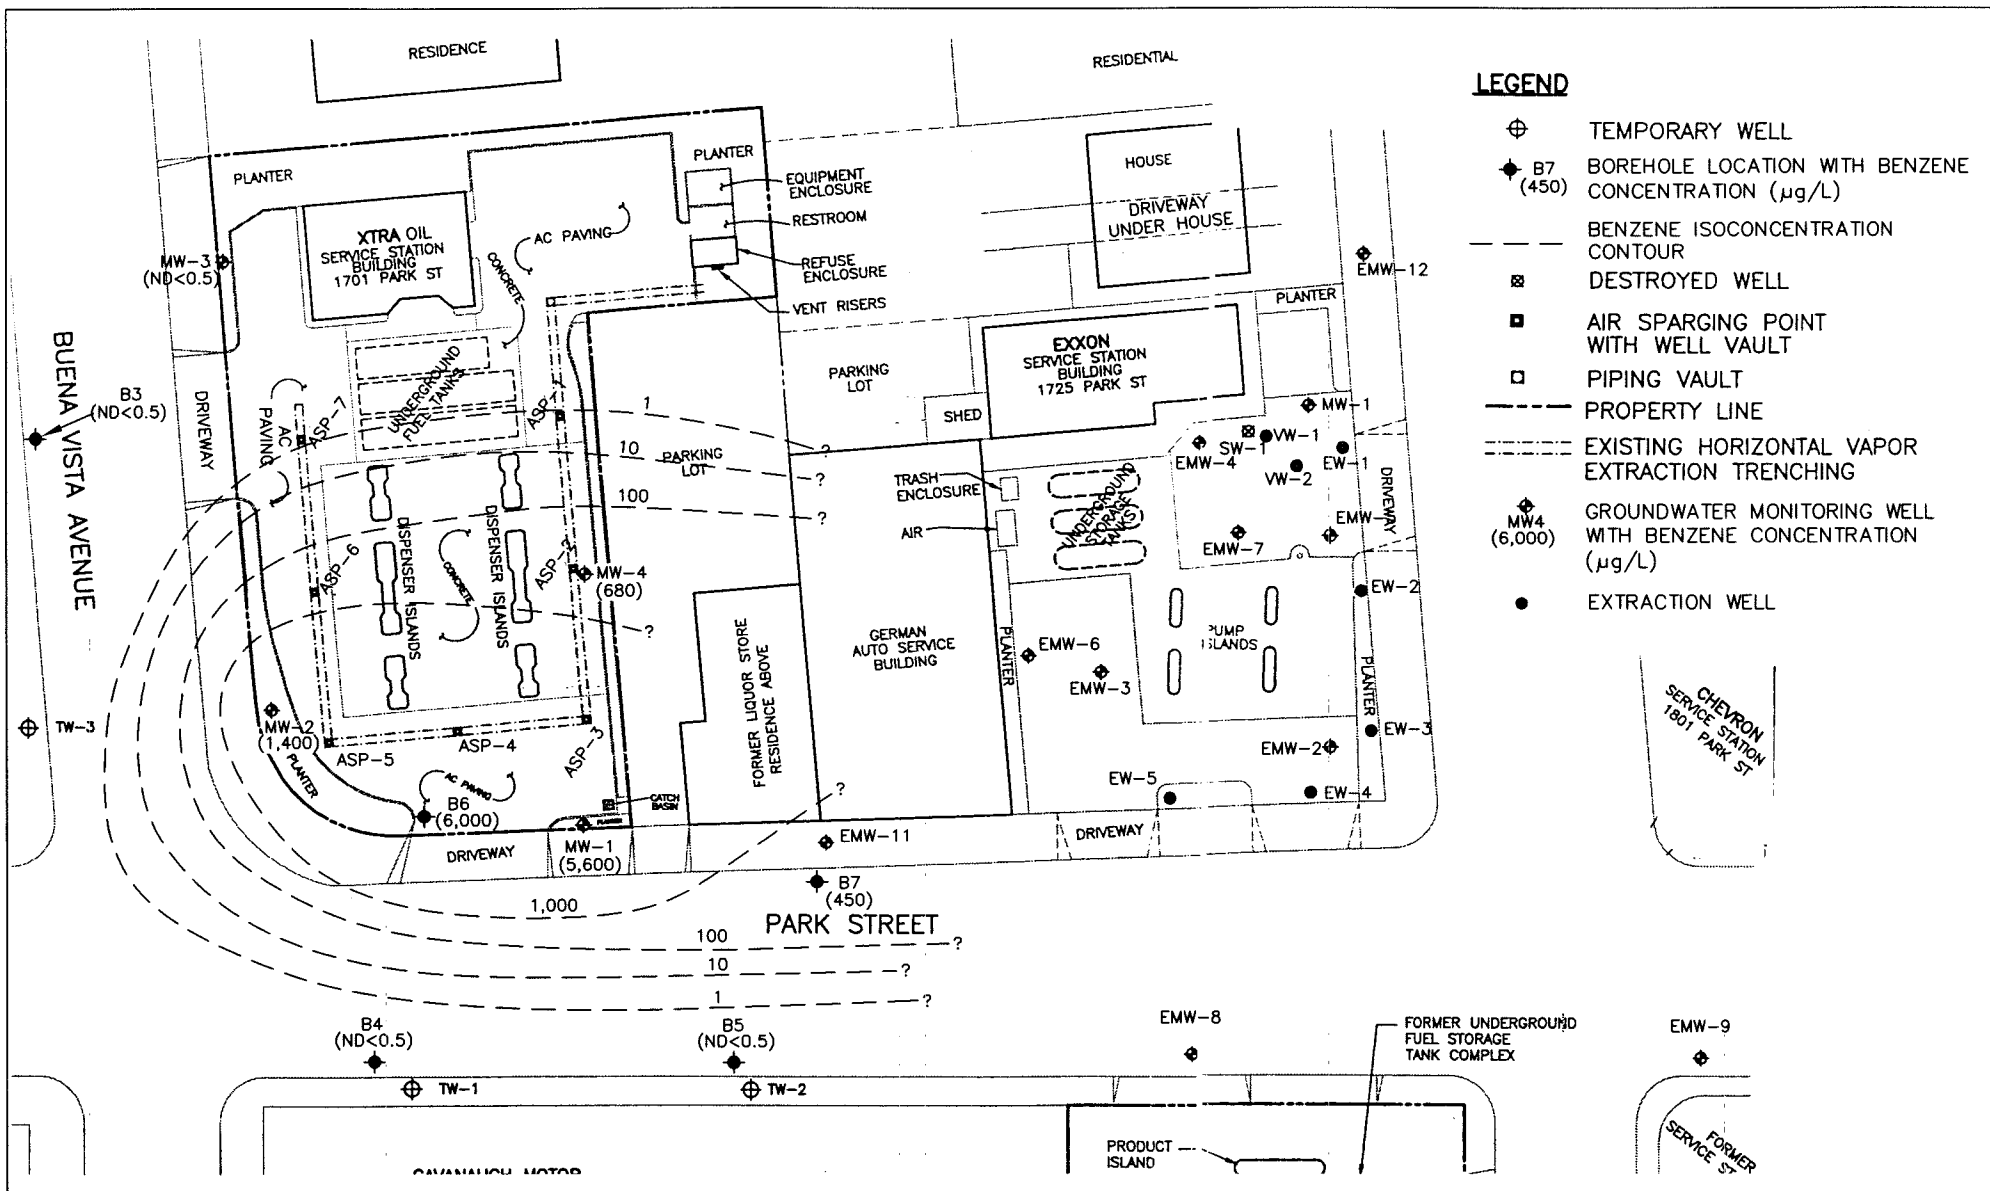 RESIDENCE
RESIDENTIAL
PLANTER
PLANTER
EQUIPMENT
ENCLOSURE
RESTROOM
REFUSE
ENCLOSURE
VENT RISERS
HOUSE
DRIVEWAY
UNDER HOUSE
XTRA OIL
SERVICE STATION
BUILDING
1701 PARK ST
AC PAVING
CONCRETE
MW-3
(ND<0.5)
EMW-12
PLANTER
BUENA VISTA AVENUE
B3
(ND<0.5)
DRIVEWAY
AC
PAVING
ASP-7
UNDERGROUND
FUEL TANKS
1
?
10
?
100
?
PARKING
LOT
PARKING
LOT
SHED
EXXON
SERVICE STATION
BUILDING
1725 PARK ST
MW-1
VW-1
SW-1
EMW-4
VW-2
EW-1
DRIVEWAY
TRASH
ENCLOSURE
AIR
UNDERGROUND
STORAGE
TANKS
EMW-7
EMW-
EW-2
ASP-6
DISPENSER ISLANDS
CONCRETE
DISPENSER ISLANDS
ASP-2
MW-4
(680)
?
FORMER LIQUOR STORE
RESIDENCE ABOVE
GERMAN
AUTO SERVICE
BUILDING
PLANTER
EMW-6
EMW-3
PUMP
ISLANDS
PLANTER
EW-3
EMW-2
EW-5
EW-4
DRIVEWAY
TW-3
MW-2
(1,400)
ASP-5
ASP-4
ASP-3
PLANTER
AC PAVING
B6
(6,000)
CATCH
BASIN
PLANTER
?
DRIVEWAY
MW-1
(5,600)
EMW-11
B7
(450)
1,000
PARK STREET
100
?
10
?
1
?
B4
(ND<0.5)
B5
(ND<0.5)
TW-1
TW-2
EMW-8
EMW-9
FORMER UNDERGROUND
FUEL STORAGE
TANK COMPLEX
PRODUCT
ISLAND
CAVANAUGH MOTOR
FORMER
SERVICE ST
CHEVRON
SERVICE STATION
1801 PARK ST
LEGEND
TEMPORARY WELL
B7
(450)
BOREHOLE LOCATION WITH BENZENE
CONCENTRATION (µg/L)
BENZENE ISOCONCENTRATION
CONTOUR
DESTROYED WELL
AIR SPARGING POINT
WITH WELL VAULT
PIPING VAULT
PROPERTY LINE
EXISTING HORIZONTAL VAPOR
EXTRACTION TRENCHING
MW4
(6,000)
GROUNDWATER MONITORING WELL
WITH BENZENE CONCENTRATION
(µg/L)
EXTRACTION WELL